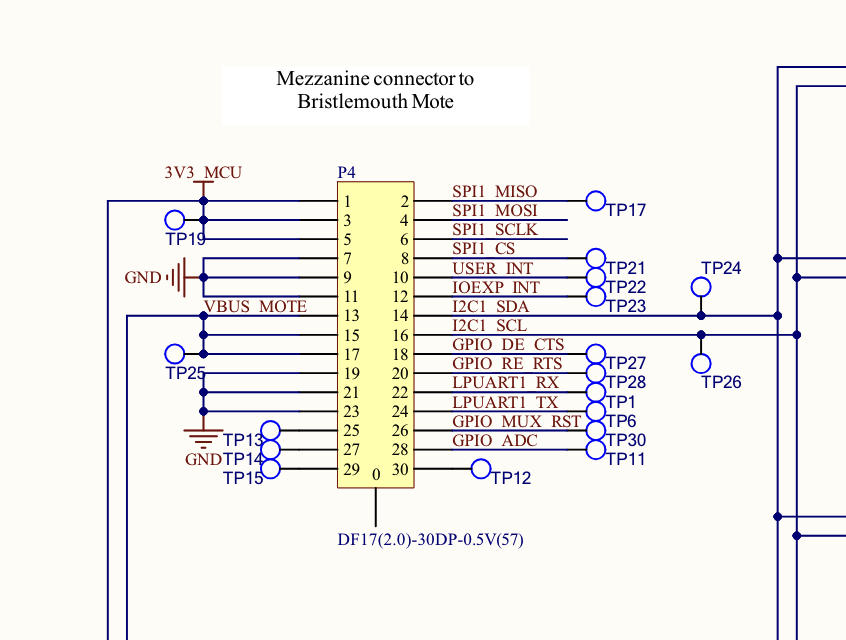 Mezzanine connector to
Bristlemouth Mote
3V3_MCU
P4
1 2 SPI1_MISO
TP17
TP19
3 4 SPI1_MOSI
5 6 SPI1_SCLK
7 8 SPI1_CS
TP21
GND
9 10 USER_INT
TP22
TP24
11 12 IOEXP_INT
TP23
VBUS_MOTE
13 14 I2C1_SDA
15 16 I2C1_SCL
TP26
TP25
17 18 GPIO_DE_CTS
TP27
19 20 GPIO_RE_RTS
TP28
21 22 LPUART1_RX
TP1
23 24 LPUART1_TX
TP6
GND
TP13
25 26 GPIO_MUX_RST
TP30
TP14
27 28 GPIO_ADC
TP11
TP15
29 0 30
TP12
DF17(2.0)-30DP-0.5V(57)